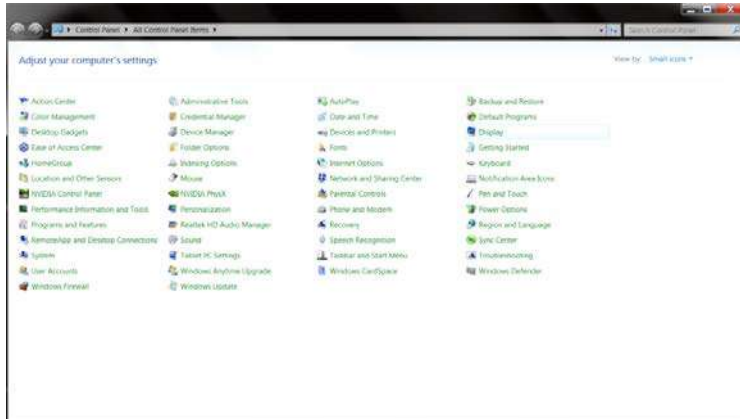 Control Panel All Control Panel Items
Search Control Panel
Adjust your computer's settings
View by: Small icons
Action Center Administrative Tools AutoPlay Backup and Restore
Color Management Credential Manager Date and Time Default Programs
Desktop Gadgets Device Manager Devices and Printers Display
Ease of Access Center Folder Options Fonts Getting Started
HomeGroup Indexing Options Internet Options Keyboard
Location and Other Sensors Mouse Network and Sharing Center Notification Area Icons
NVIDIA Control Panel NVIDIA PhysX Parental Controls Pen and Touch
Performance Information and Tools Personalization Phone and Modem Power Options
Programs and Features Realtek HD Audio Manager Recovery Region and Language
RemoteApp and Desktop Connections Sound Speech Recognition Sync Center
System Tablet PC Settings Taskbar and Start Menu Troubleshooting
User Accounts Windows Anytime Upgrade Windows CardSpace Windows Defender
Windows Firewall Windows Update